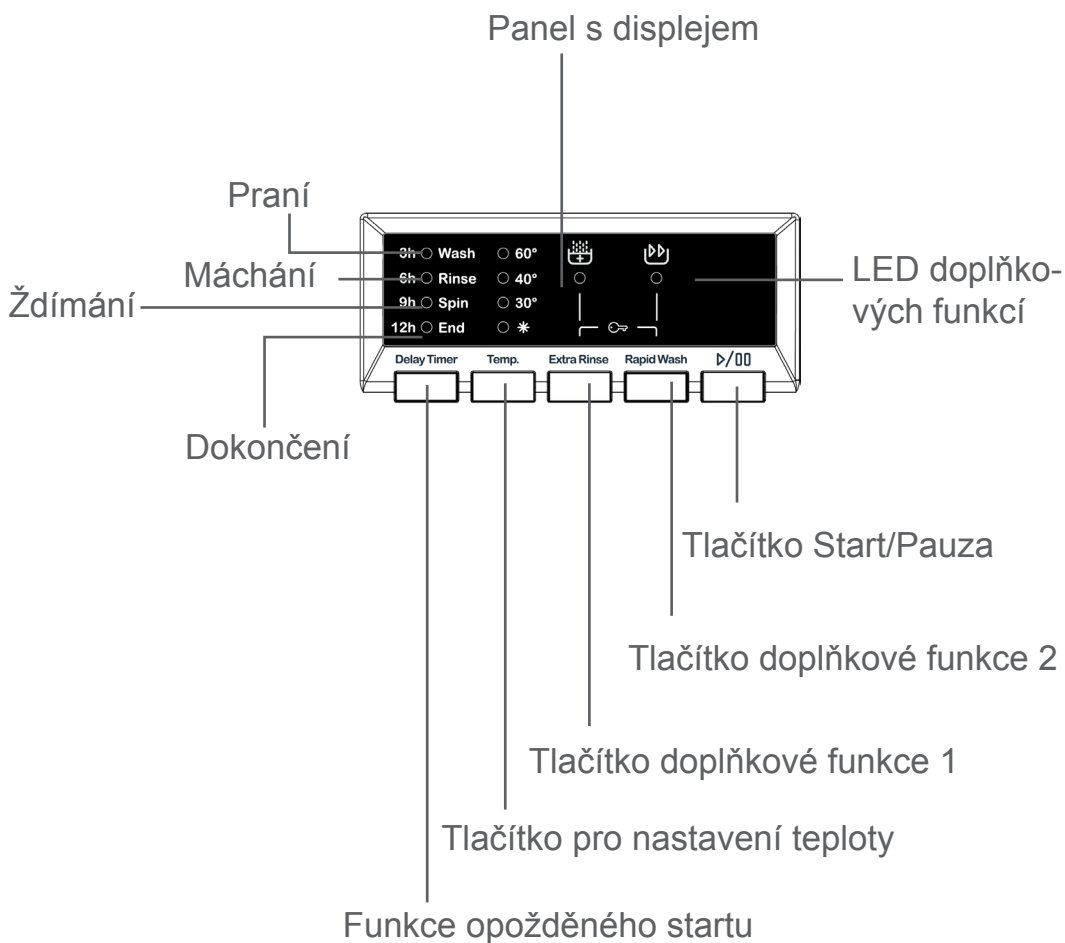 Panel s displejem
Praní
Máchání
Ždímání
Dokončení
3h Wash 60°
6h Rinse 40°
9h Spin 30°
12h End
LED doplňko-
vých funkcí
Delay Timer Temp. Extra Rinse Rapid Wash
Tlačítko Start/Pauza
Tlačítko doplňkové funkce 2
Tlačítko doplňkové funkce 1
Tlačítko pro nastavení teploty
Funkce opožděného startu